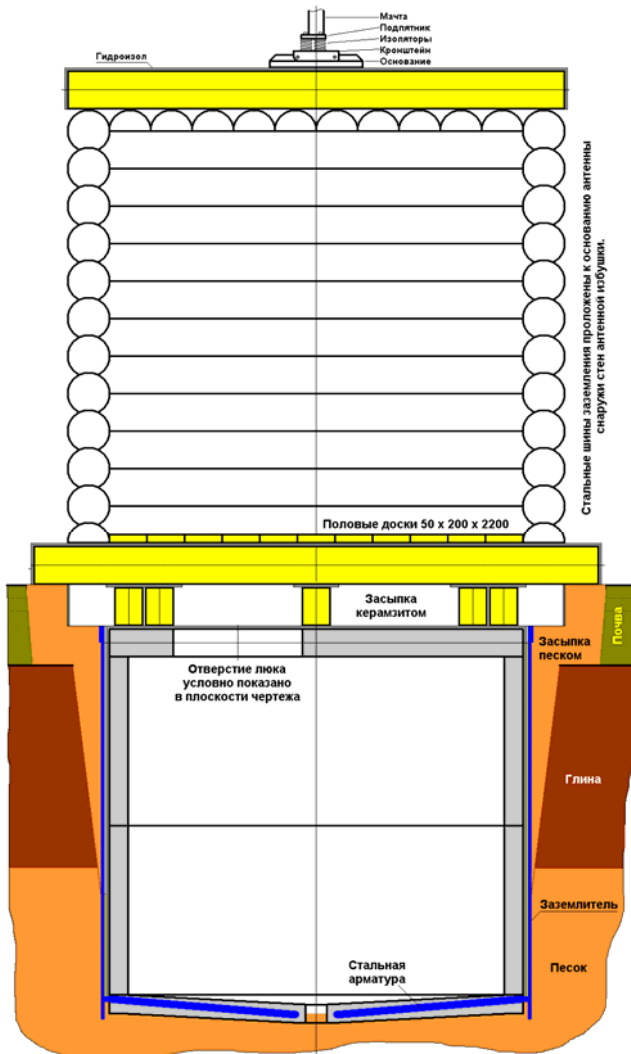 Мачта
Подпятник
Изоляторы
Кронштейн
Основание
Гидроизол
Стальные шины заземления проложены к основанмю антенны
снаружи стен антенной избушки.
Половые доски 50 х 200 х 2200
Засыпка
керамзитом
Почва
Засыпка
песком
Отверстие люка
условно показано
в плоскости чертежа
Глина
Заземлитель
Стальная
арматура
Песок